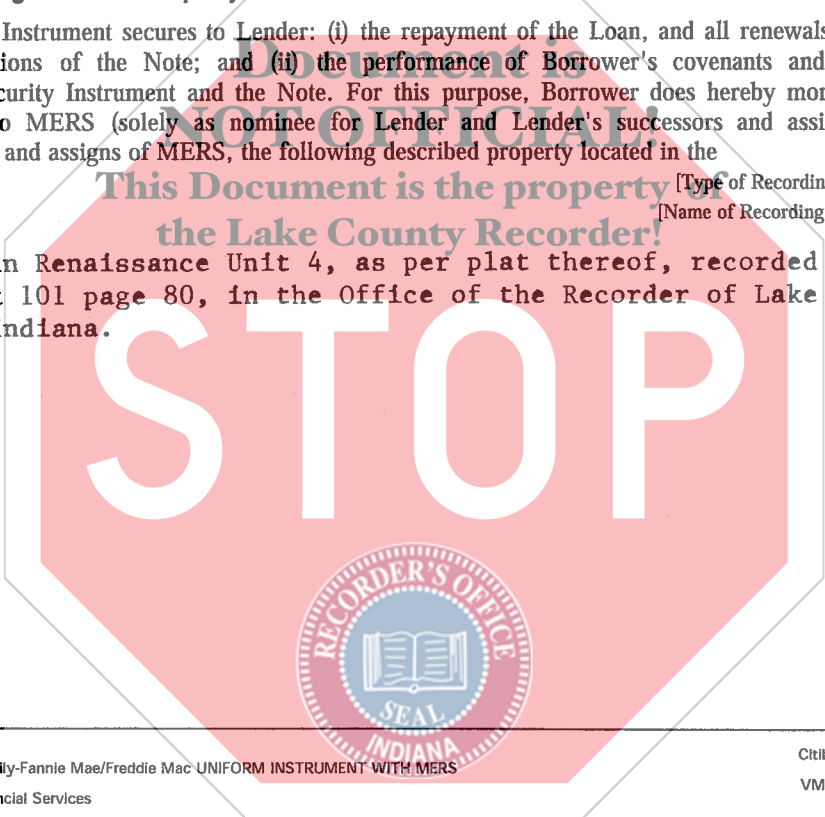 Instrument secures to Lender: (i) the repayment of the Loan, and all renewals
ions of the Note; and (ii) the performance of Borrower's covenants and
curity Instrument and the Note. For this purpose, Borrower does hereby mor
o MERS (solely as nominee for Lender and Lender's successors and assi
and assigns of MERS, the following described property located in the
[Type of Recordin
[Name of Recording
Document is
NOT OFFICIAL!
This Document is the property of
the Lake County Recorder!
n Renaissance Unit 4, as per plat thereof, recorded
t 101 page 80, in the Office of the Recorder of Lake
Indiana.
STOP
RECORDER'S OFFICE
SEAL
INDIANA
ily-Fannie Mae/Freddie Mac UNIFORM INSTRUMENT WITH MERS
ncial Services
Citi
VM